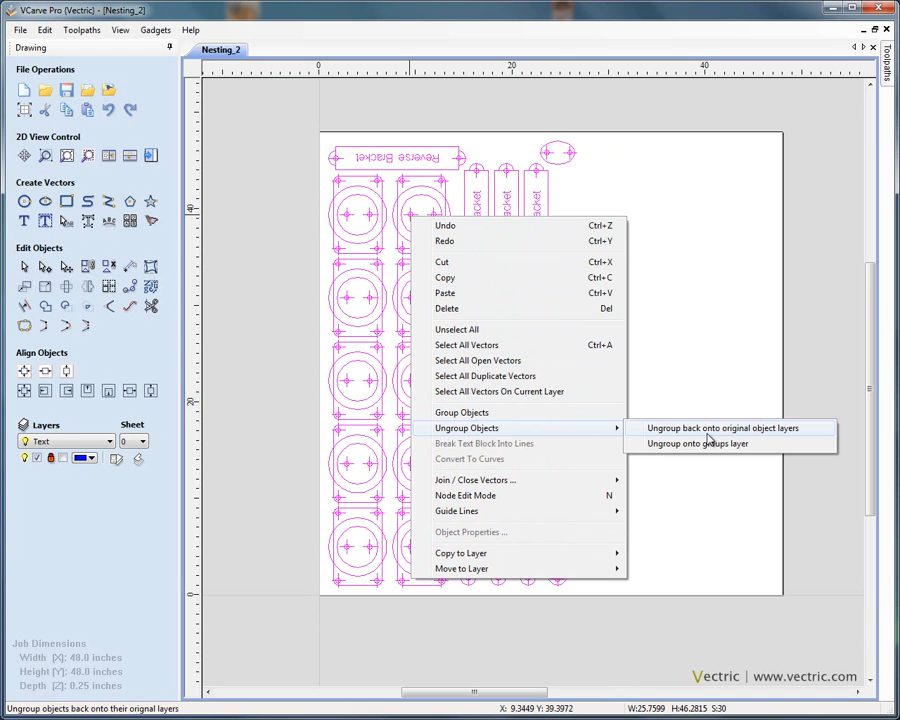 VCarve Pro {Vectric} - [Nesting_2]
File Edit Toolpaths View Gadgets Help
Drawing
Nesting_2
Toolpaths
File Operations
2D View Control
Create Vectors
Edit Objects
Align Objects
Layers Sheet
Text 0
0 20 40
40
20
0
Reverse Bracket
acket acket acket
Undo Ctrl+Z
Redo Ctrl+Y
Cut Ctrl+X
Copy Ctrl+C
Paste Ctrl+V
Delete Del
Unselect All
Select All Vectors Ctrl+A
Select All Open Vectors
Select All Duplicate Vectors
Select All Vectors On Current Layer
Group Objects
Ungroup Objects
Break Text Block Into Lines
Convert To Curves
Join / Close Vectors ...
Node Edit Mode N
Guide Lines
Object Properties ...
Copy to Layer
Move to Layer
Ungroup back onto original object layers
Ungroup onto groups layer
Job Dimensions
Width [X]: 48.0 inches
Height [Y]: 48.0 inches
Depth [Z]: 0.25 inches
Vectric | www.vectric.com
Ungroup objects back onto their orignal layers
X: 9.3449 Y: 39.3972
W:25.7599 H:46.2815 S:30